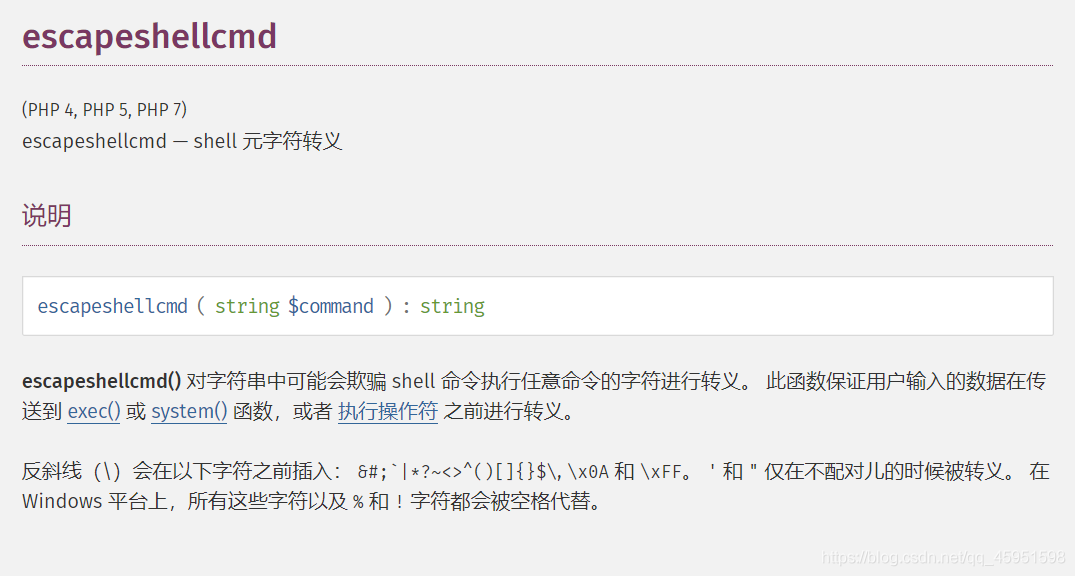 escapeshellcmd
(PHP 4, PHP 5, PHP 7)
escapeshellcmd — shell 元字符转义
说明
escapeshellcmd ( string $command ) : string
escapeshellcmd() 对字符串中可能会欺骗 shell 命令执行任意命令的字符进行转义。 此函数保证用户输入的数据在传
送到 exec() 或 system() 函数，或者 执行操作符 之前进行转义。
反斜线（\）会在以下字符之前插入： &#;`|*?~<>^()[]{}$\, \x0A 和 \xFF。 ' 和 " 仅在不配对儿的时候被转义。 在
Windows 平台上，所有这些字符以及 % 和 ! 字符都会被空格代替。
https://blog.csdn.net/qq_45951598